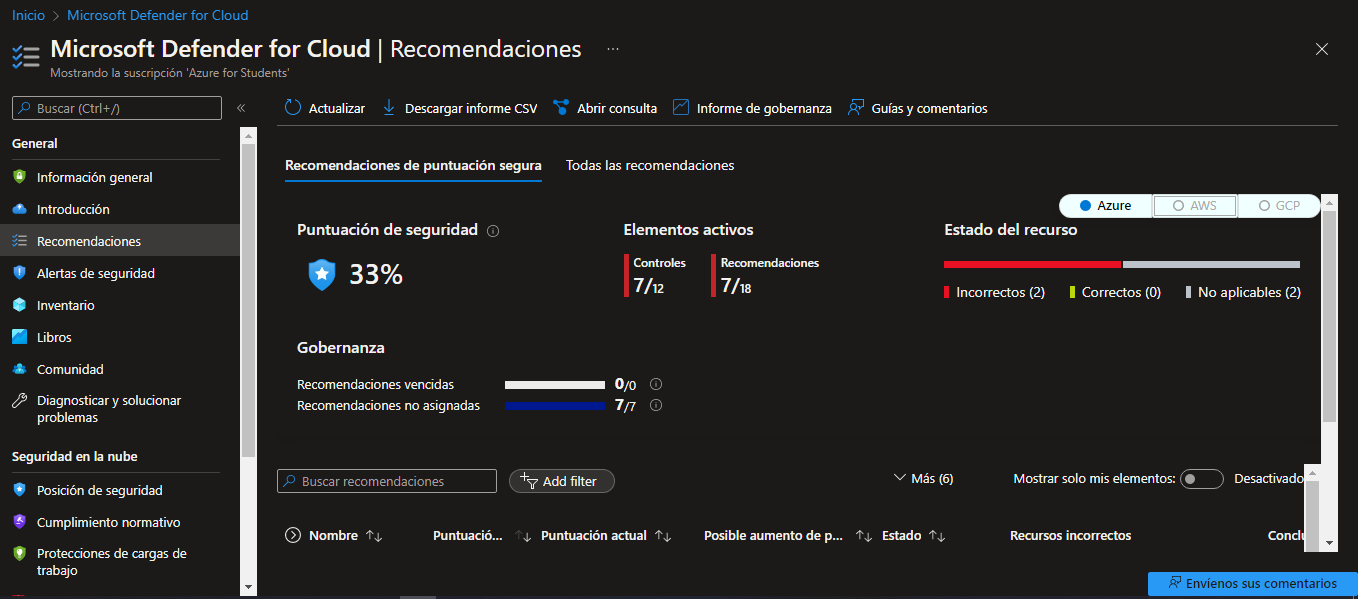 Inicio > Microsoft Defender for Cloud
Microsoft Defender for Cloud | Recomendaciones ...
Mostrando la suscripción 'Azure for Students'
Buscar (Ctrl+/)
«
General
Información general
Introducción
Recomendaciones
Alertas de seguridad
Inventario
Libros
Comunidad
Diagnosticar y solucionar
problemas
Seguridad en la nube
Posición de seguridad
Cumplimiento normativo
Protecciones de cargas de
trabajo
Actualizar Descargar informe CSV Abrir consulta Informe de gobernanza Guías y comentarios
Recomendaciones de puntuación segura Todas las recomendaciones
Azure AWS GCP
Puntuación de seguridad
33%
Elementos activos
Controles
7/12
Recomendaciones
7/18
Estado del recurso
Incorrectos (2) Correctos (0) No aplicables (2)
Gobernanza
Recomendaciones vencidas 0/0
Recomendaciones no asignadas 7/7
Buscar recomendaciones Add filter Más (6) Mostrar solo mis elementos: Desactivado
Nombre Puntuació... Puntuación actual Posible aumento de p... Estado Recursos incorrectos Conclu
Envíenos sus comentarios